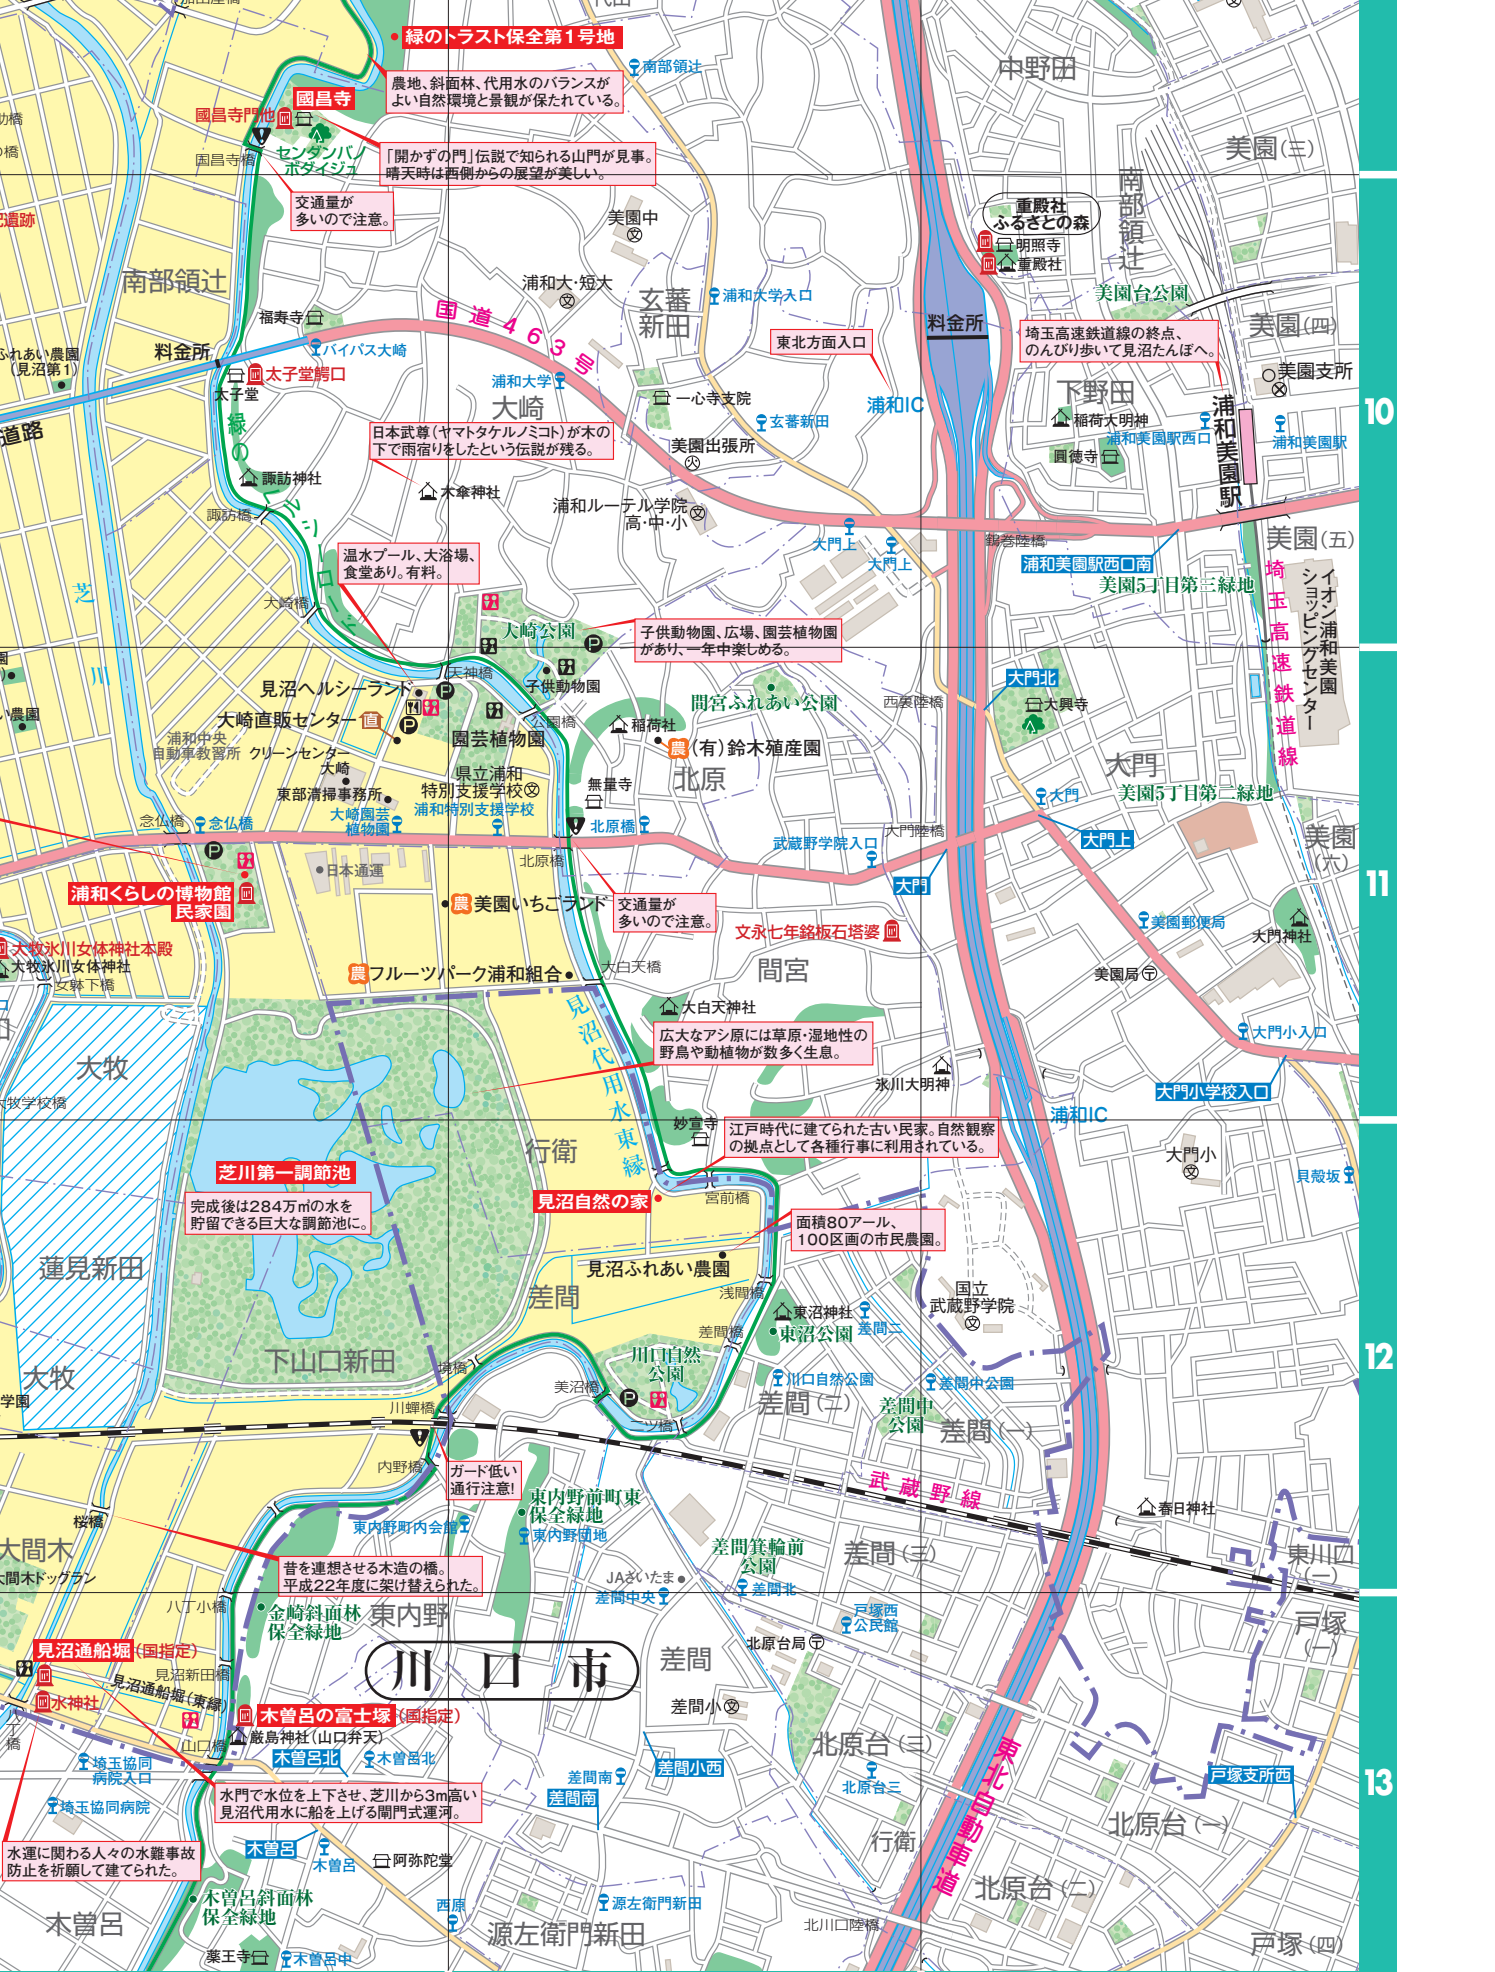 緑のトラスト保全第1号地
農地、斜面林、代用水のバランスが
よい自然環境と景観が保たれている。
南部領辻
中野田
國昌寺
國昌寺門他
国昌寺橋
センダンバノ
ボダイジュ
「開かずの門」伝説で知られる山門が見事。
晴天時は西側からの展望が美しい。
交通量が
多いので注意。
美園(三)
南部領辻
重殿社
ふるさとの森
明照寺
重殿社
美園中
南部領辻
浦和大・短大
玄蕃
新田
浦和大学入口
美園台公園
福寿寺
国道463号
料金所
バイパス大崎
東北方面入口
料金所
埼玉高速鉄道線の終点、
のんびり歩いて見沼たんぼへ。
美園(四)
美園支所
ふれあい農園
(見沼第1)
太子堂
太子堂鰐口
浦和大学
大崎
一心寺支院
浦和IC
下野田
稲荷大明神
浦和美園駅西口
浦和美園駅
浦和美園駅
10
道路
緑のヘルシーロード
日本武尊(ヤマトタケルノミコト)が木の
下で雨宿りをしたという伝説が残る。
玄蕃新田
美園出張所
圓徳寺
諏訪神社
木傘神社
諏訪橋
浦和ルーテル学院
高・中・小
大門上
大門上
鶴巻陸橋
浦和美園駅西口南
美園(五)
美園5丁目第三緑地
温水プール、大浴場、
食堂あり。有料。
芝川
大崎橋
大崎公園
子供動物園、広場、園芸植物園
があり、一年中楽しめる。
埼玉高速鉄道線
イオン浦和美園
ショッピングセンター
天神橋
見沼ヘルシーランド
子供動物園
間宮ふれあい公園
西裏陸橋
大門北
大興寺
大崎直販センター
直
浦和中央
自動車教習所
クリーンセンター
大崎
園芸植物園
公園橋
稲荷社
農
(有)鈴木殖産園
北原
大門
東部清掃事務所
県立浦和
特別支援学校
浦和特別支援学校
無量寺
大門
美園5丁目第二緑地
念仏橋
念仏橋
大崎園芸
植物園
北原橋
北原橋
武蔵野学院入口
大門陸橋
大門上
美園
(六)
日本通運
大門
11
浦和くらしの博物館
民家園
農
美園いちごランド
交通量が
多いので注意。
文永七年銘板石塔婆
美園郵便局
大門神社
大牧氷川女体神社本殿
大牧氷川女体神社
女躰下橋
農
フルーツパーク浦和組合
大白天橋
間宮
美園局
見沼代用水東縁
大白天神社
広大なアシ原には草原・湿地性の
野鳥や動植物が数多く生息。
大門小入口
大牧
氷川大明神
大門小学校入口
妙宣寺
江戸時代に建てられた古い民家。自然観察
の拠点として各種行事に利用されている。
浦和IC
行衛
大門小
芝川第一調節池
完成後は284万㎥の水を
貯留できる巨大な調節池に。
見沼自然の家
宮前橋
貝殻坂
面積80アール、
100区画の市民農園。
蓮見新田
見沼ふれあい農園
差間
浅間橋
国立
武蔵野学院
東沼神社
東沼公園
差間二
差間橋
12
下山口新田
境橋
川口自然
公園
美沼橋
川口自然公園
差間(二)
差間中公園
差間中
公園
差間(一)
大牧
学園
川蟬橋
二ツ橋
内野橋
ガード低い
通行注意!
武蔵野線
東内野前町東
保全緑地
東内野町内会館
東内野団地
春日神社
桜橋
大間木
大間木ドッグラン
昔を連想させる木造の橋。
平成22年度に架け替えられた。
差間箕輪前
公園
差間(三)
JAさいたま
差間中央
差間北
東川口
(一)
八丁小橋
金崎斜面林
保全緑地
東内野
戸塚西
公民館
戸塚
(一)
見沼通船堀(国指定)
見沼新田橋
見沼通船堀(東縁)
川口市
北原台局
差間
水神社
木曽呂の富士塚(国指定)
厳島神社(山口弁天)
山口橋
差間小
埼玉協同
病院入口
木曽呂北
木曽呂北
差間小西
北原台(三)
東北自動車道
差間南
差間南
北原台三
戸塚支所西
13
埼玉協同病院
水門で水位を上下させ、芝川から3m高い
見沼代用水に船を上げる閘門式運河。
北原台(一)
木曽呂
木曽呂
阿弥陀堂
行衛
水運に関わる人々の水難事故
防止を祈願して建てられた。
木曽呂斜面林
保全緑地
西原
源左衛門新田
北原台(二)
木曽呂
源左衛門新田
北川口陸橋
戸塚(四)
薬王寺
木曽呂中